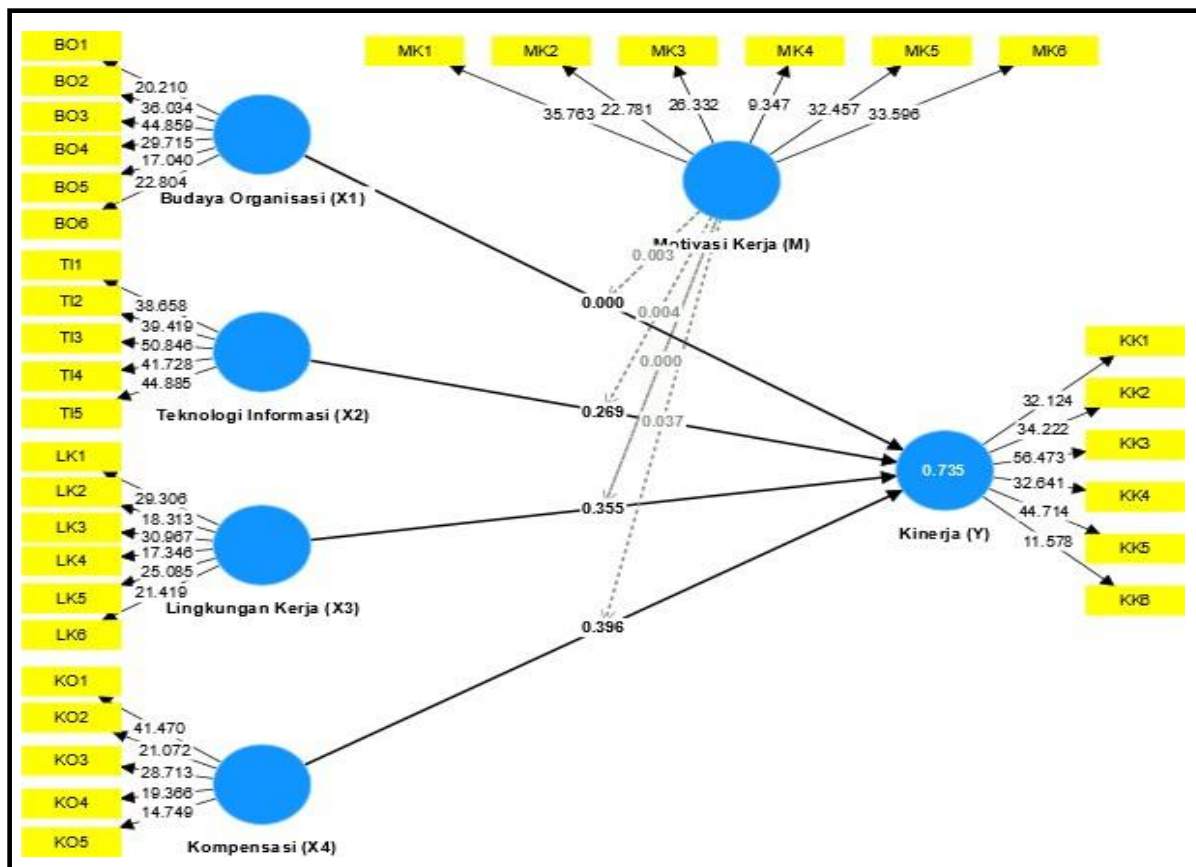 BO1
BO2
BO3
BO4
BO5
BO6
20.210
36.034
44.859
29.715
17.040
22.804
Budaya Organisasi (X1)
MK1
MK2
MK3
MK4
MK5
MK6
35.763
22.781
26.332
9.347
32.457
33.596
Motivasi Kerja (M)
0.003
0.000
0.004
0.000
0.037
TI1
TI2
TI3
TI4
TI5
38.658
39.419
50.846
41.728
44.885
Teknologi Informasi (X2)
0.269
LK1
LK2
LK3
LK4
LK5
LK6
29.306
18.313
30.967
17.346
25.085
21.419
Lingkungan Kerja (X3)
0.355
KO1
KO2
KO3
KO4
KO5
41.470
21.072
28.713
19.366
14.749
Kompensasi (X4)
0.396
0.735
Kinerja (Y)
32.124
34.222
56.473
32.641
44.714
11.578
KK1
KK2
KK3
KK4
KK5
KK6